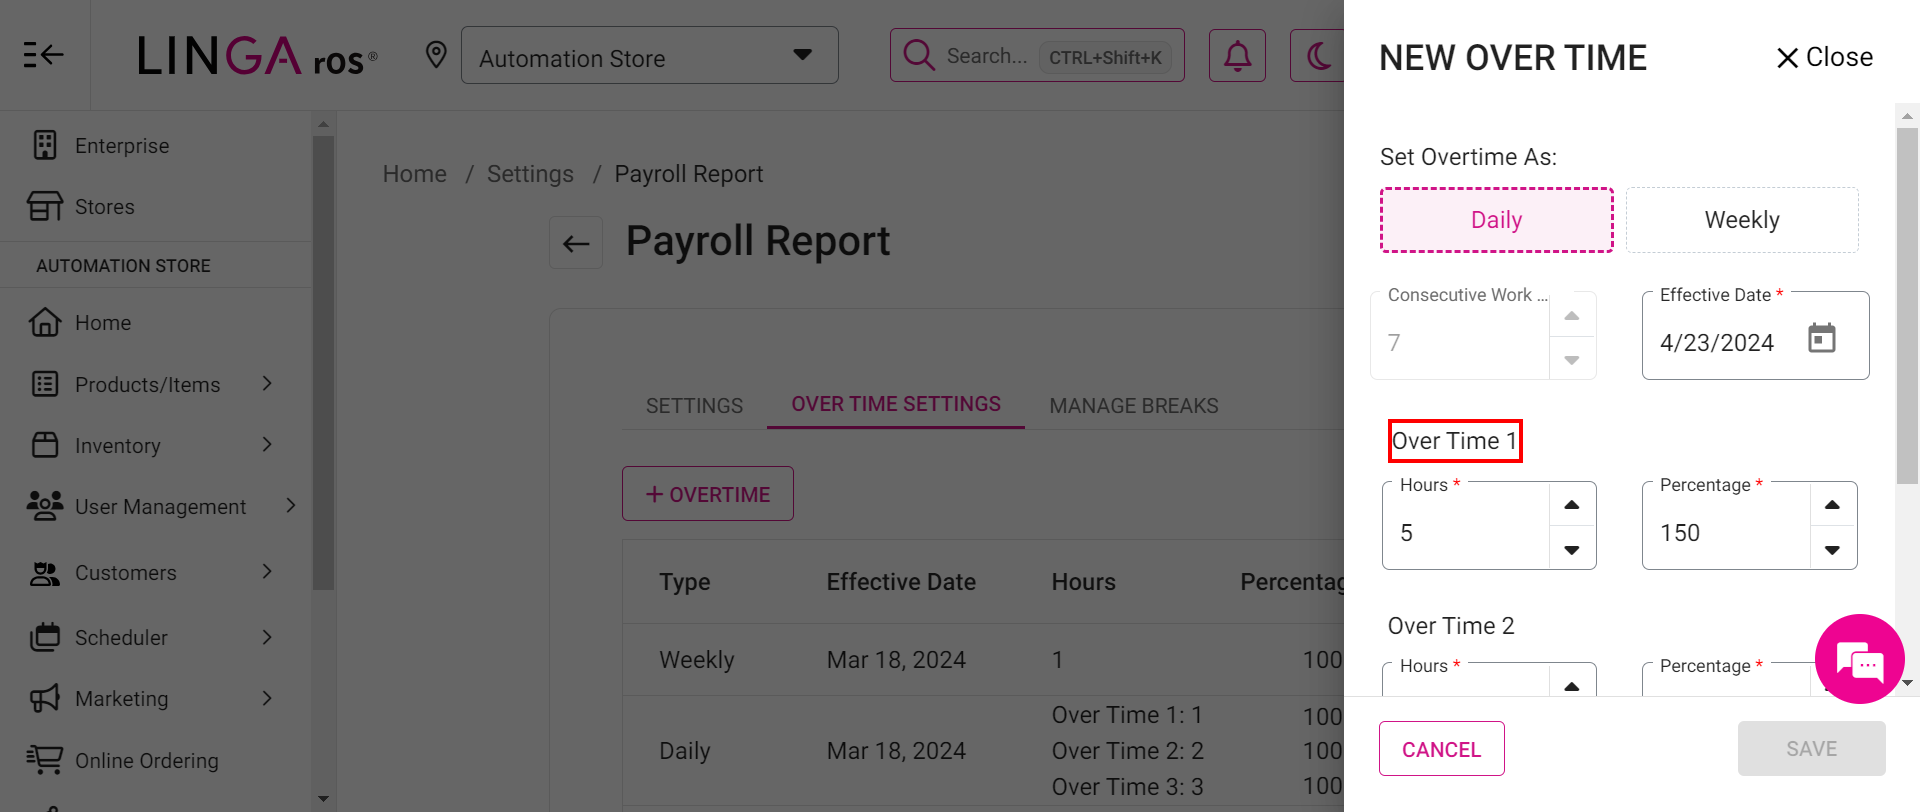 LINGA ros®
Automation Store
Search... CTRL+Shift+K
Enterprise
Stores
AUTOMATION STORE
Home
Products/Items
Inventory
User Management
Customers
Scheduler
Marketing
Online Ordering
Home / Settings / Payroll Report
Payroll Report
SETTINGS OVER TIME SETTINGS MANAGE BREAKS
+ OVERTIME
Type Effective Date Hours Percentag
Weekly Mar 18, 2024 1 100
Daily Mar 18, 2024
Over Time 1: 1 100
Over Time 2: 2 100
Over Time 3: 3 100
NEW OVER TIME
Close
Set Overtime As:
Daily Weekly
Consecutive Work ...
7
Effective Date *
4/23/2024
Over Time 1
Hours *
5
Percentage *
150
Over Time 2
Hours *
Percentage *
CANCEL SAVE